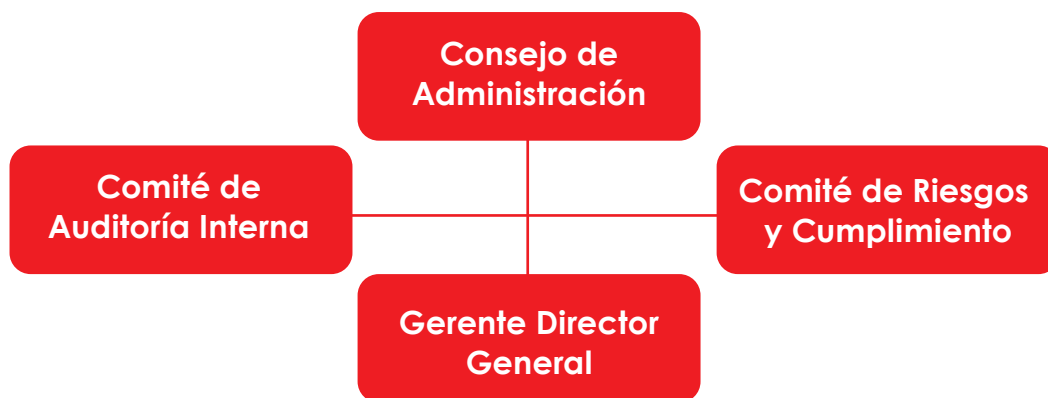 Consejo de
Administración
Comité de
Auditoría Interna
Comité de Riesgos
y Cumplimiento
Gerente Director
General